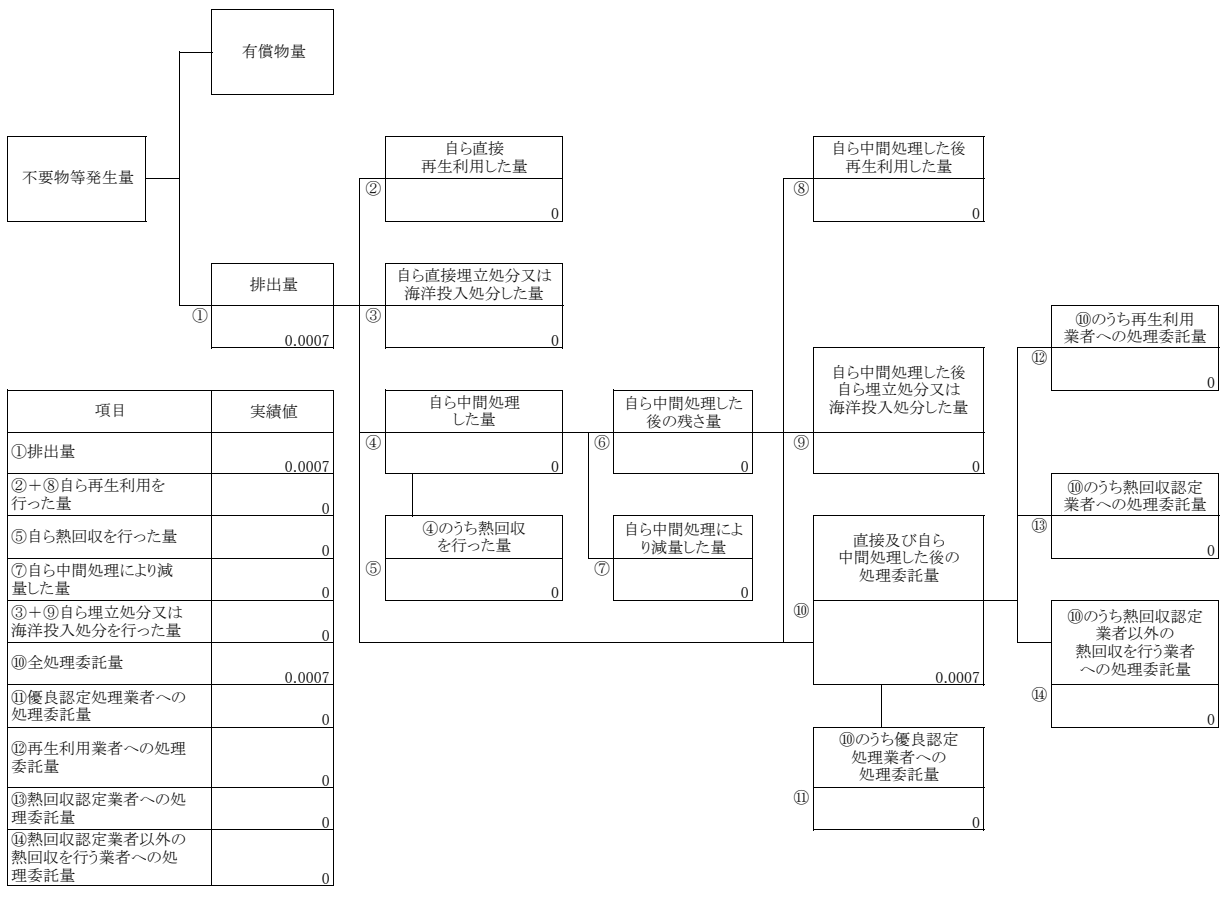 有償物量
不要物等発生量
排出量
①
0.0007
自ら直接
再生利用した量
②
0
自ら直接埋立処分又は
海洋投入処分した量
③
0
自ら中間処理
した量
④
0
④のうち熱回収
を行った量
⑤
0
自ら中間処理した
後の残さ量
⑥
0
自ら中間処理によ
り減量した量
⑦
0
自ら中間処理した後
再生利用した量
⑧
0
自ら中間処理した後
自ら埋立処分又は
海洋投入処分した量
⑨
0
直接及び自ら
中間処理した後の
処理委託量
⑩
0.0007
⑩のうち優良認定
処理業者への
処理委託量
⑪
0
⑩のうち再生利用
業者への処理委託量
⑫
0
⑩のうち熱回収認定
業者への処理委託量
⑬
0
⑩のうち熱回収認定
業者以外の
熱回収を行う業者
への処理委託量
⑭
0
項目 実績値
①排出量
0.0007
②+⑧自ら再生利用を
行った量
0
⑤自ら熱回収を行った量
0
⑦自ら中間処理により減
量した量
0
③+⑨自ら埋立処分又は
海洋投入処分を行った量
0
⑩全処理委託量
0.0007
⑪優良認定処理業者への
処理委託量
0
⑫再生利用業者への処理
委託量
0
⑬熱回収認定業者への処
理委託量
0
⑭熱回収認定業者以外の
熱回収を行う業者への処
理委託量
0